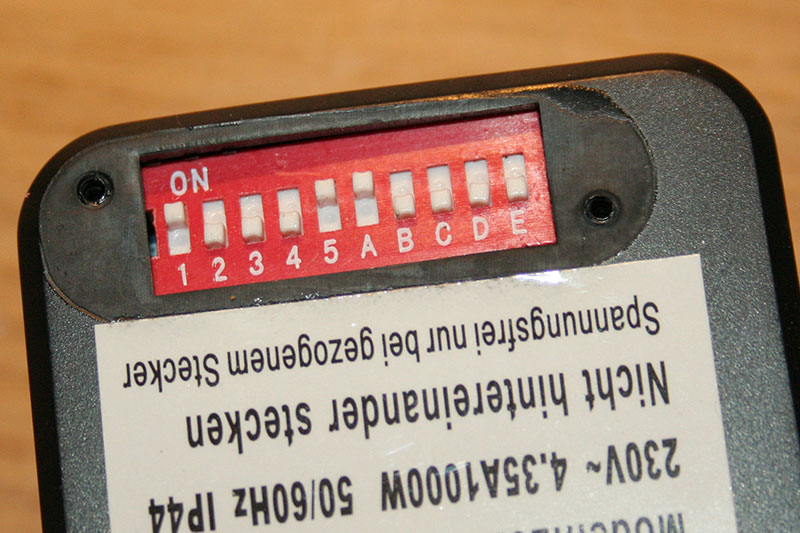 ON
1 2 3 4 5 A B C D E
230V~ 4.35A1000W 50/60Hz IP44
Nicht hintereinander stecken
Spannungsfrei nur bei gezogenem Stecker